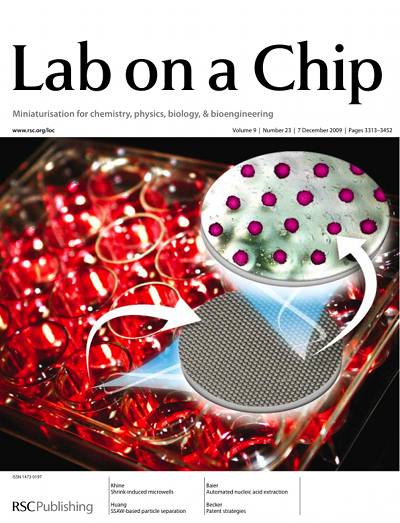 Lab on a Chip
Miniaturisation for chemistry, physics, biology, & bioengineering
www.rsc.org/loc
Volume 9 | Number 23 | 7 December 2009 | Pages 3313–3452
ISSN 1473-0197
RSCPublishing
Khine
Shrink-induced microwells
Huang
SSAW-based particle separation
Baier
Automated nucleic acid extraction
Becker
Patent strategies